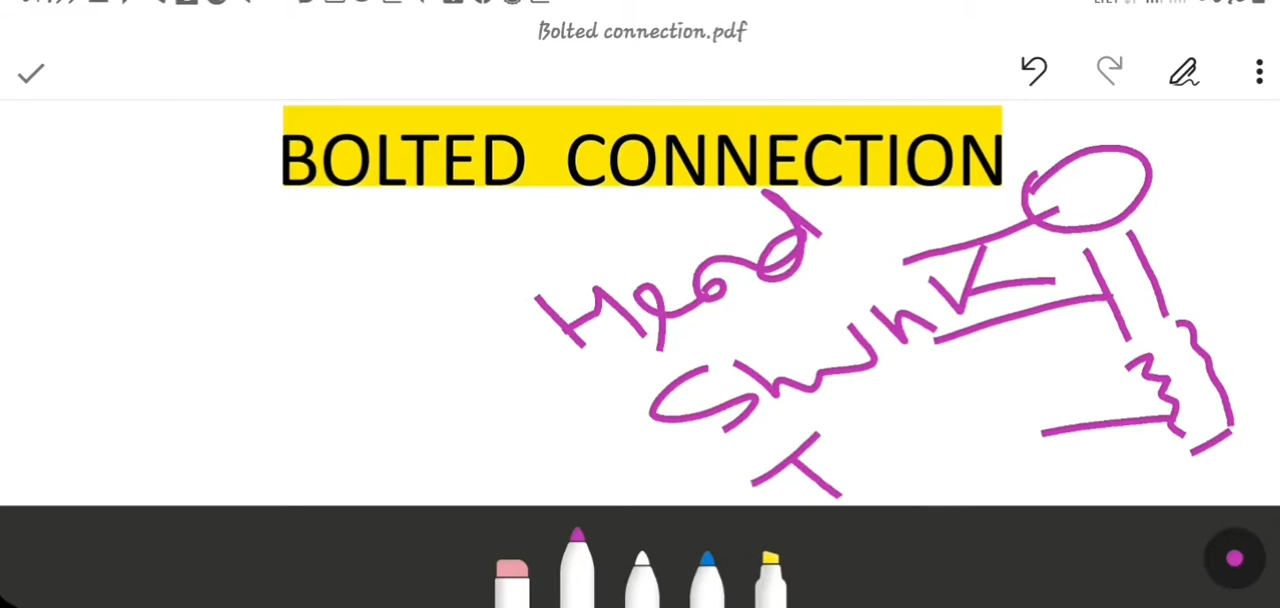 Bolted connection.pdf
BOLTED CONNECTION
Head
Shank
T